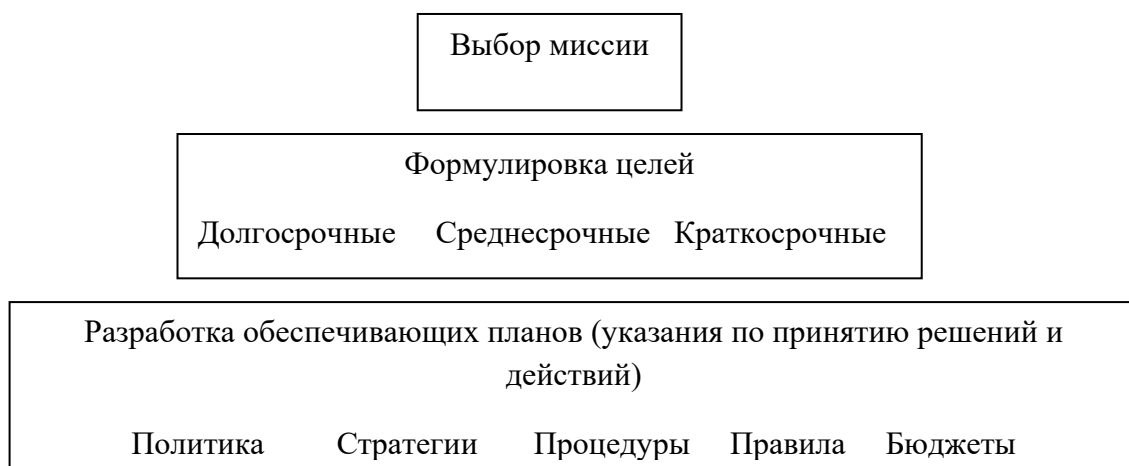 Выбор миссии
Формулировка целей
Долгосрочные Среднесрочные Краткосрочные
Разработка обеспечивающих планов (указания по принятию решений и
действий)
Политика Стратегии Процедуры Правила Бюджеты